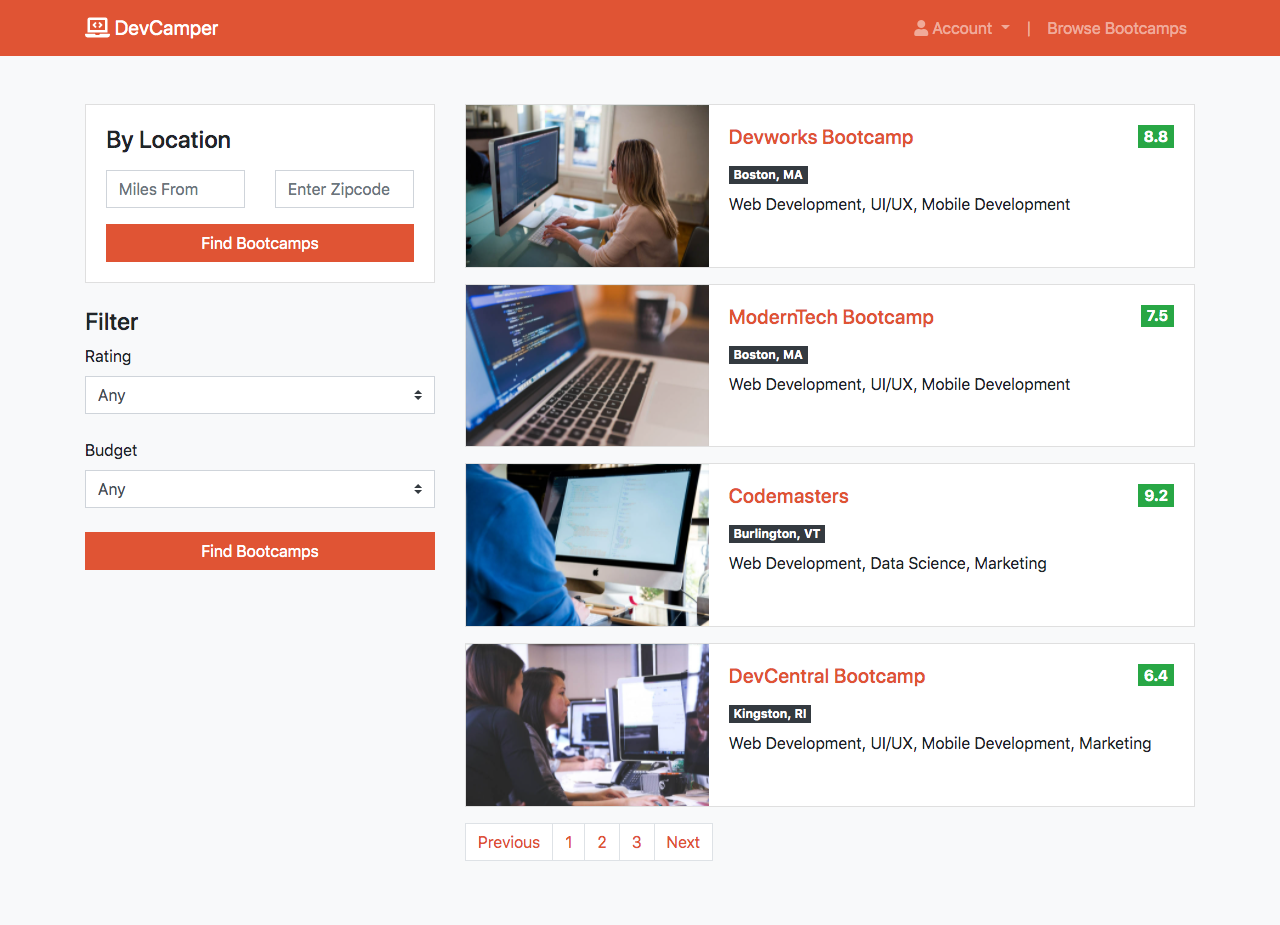 DevCamper
Account | Browse Bootcamps
By Location
Miles From
Enter Zipcode
Find Bootcamps
Filter
Rating
Any
Budget
Any
Find Bootcamps
Devworks Bootcamp
8.8
Boston, MA
Web Development, UI/UX, Mobile Development
ModernTech Bootcamp
7.5
Boston, MA
Web Development, UI/UX, Mobile Development
Codemasters
9.2
Burlington, VT
Web Development, Data Science, Marketing
DevCentral Bootcamp
6.4
Kingston, RI
Web Development, UI/UX, Mobile Development, Marketing
Previous 1 2 3 Next